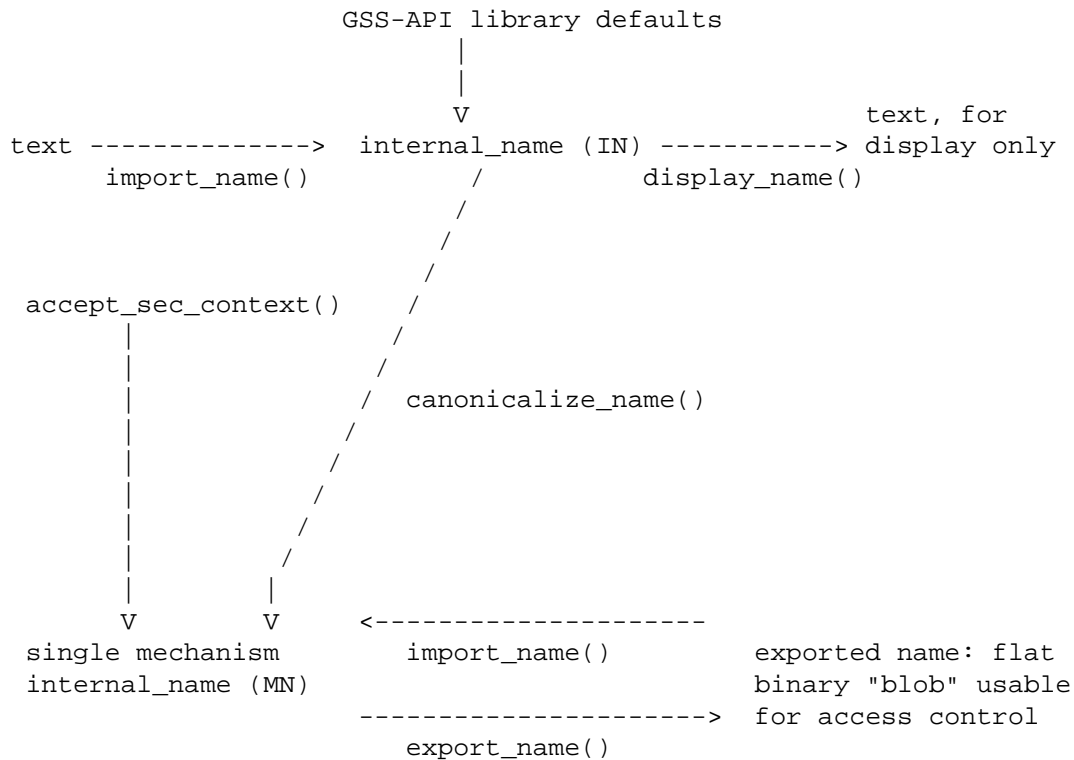 GSS-API library defaults
|
|
V
text, for
text --------------> internal_name (IN) -----------> display only
import_name() / display_name()
/
/
/
accept_sec_context() /
| /
| /
| / canonicalize_name()
| /
| /
| /
| /
| /
| |
V V <---------------------
single mechanism import_name() exported name: flat
internal_name (MN) binary "blob" usable
----------------------> for access control
export_name()